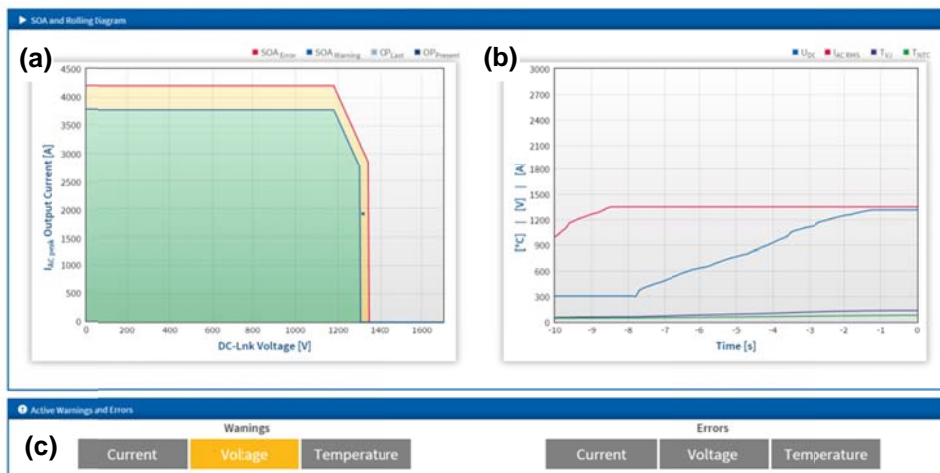 SOA and Rolling Diagram
(a)
SOA Error SOA Warning OP Last OP Present
4500
4000
3500
3000
2500
2000
1500
1000
500
0
0 200 400 600 800 1000 1200 1400 1600
I AC peak Output Current [A]
DC-Lnk Voltage [V]
(b)
U DC I AC RMS T VJ T NTC
3000
2700
2400
2100
1800
1500
1200
900
600
300
0
-10 -9 -8 -7 -6 -5 -4 -3 -2 -1 0
[°C] | [V] | [A]
Time [s]
Active Warnings and Errors
(c)
Wanings
Current Voltage Temperature
Errors
Current Voltage Temperature